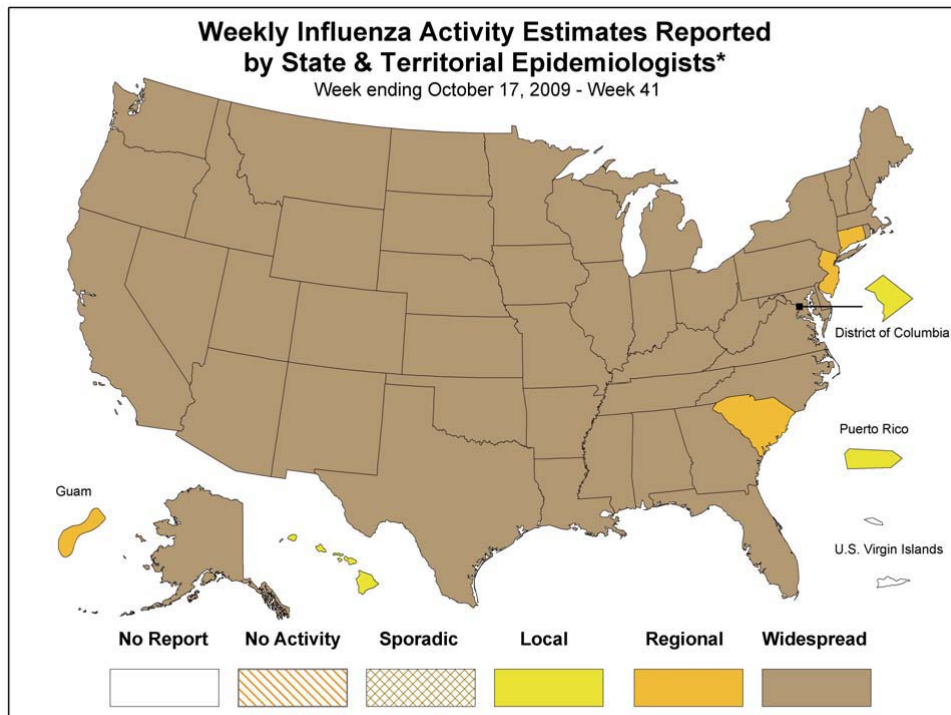 Weekly Influenza Activity Estimates Reported
by State & Territorial Epidemiologists*
Week ending October 17, 2009 - Week 41
District of Columbia
Puerto Rico
Guam
U.S. Virgin Islands
No Report
No Activity
Sporadic
Local
Regional
Widespread